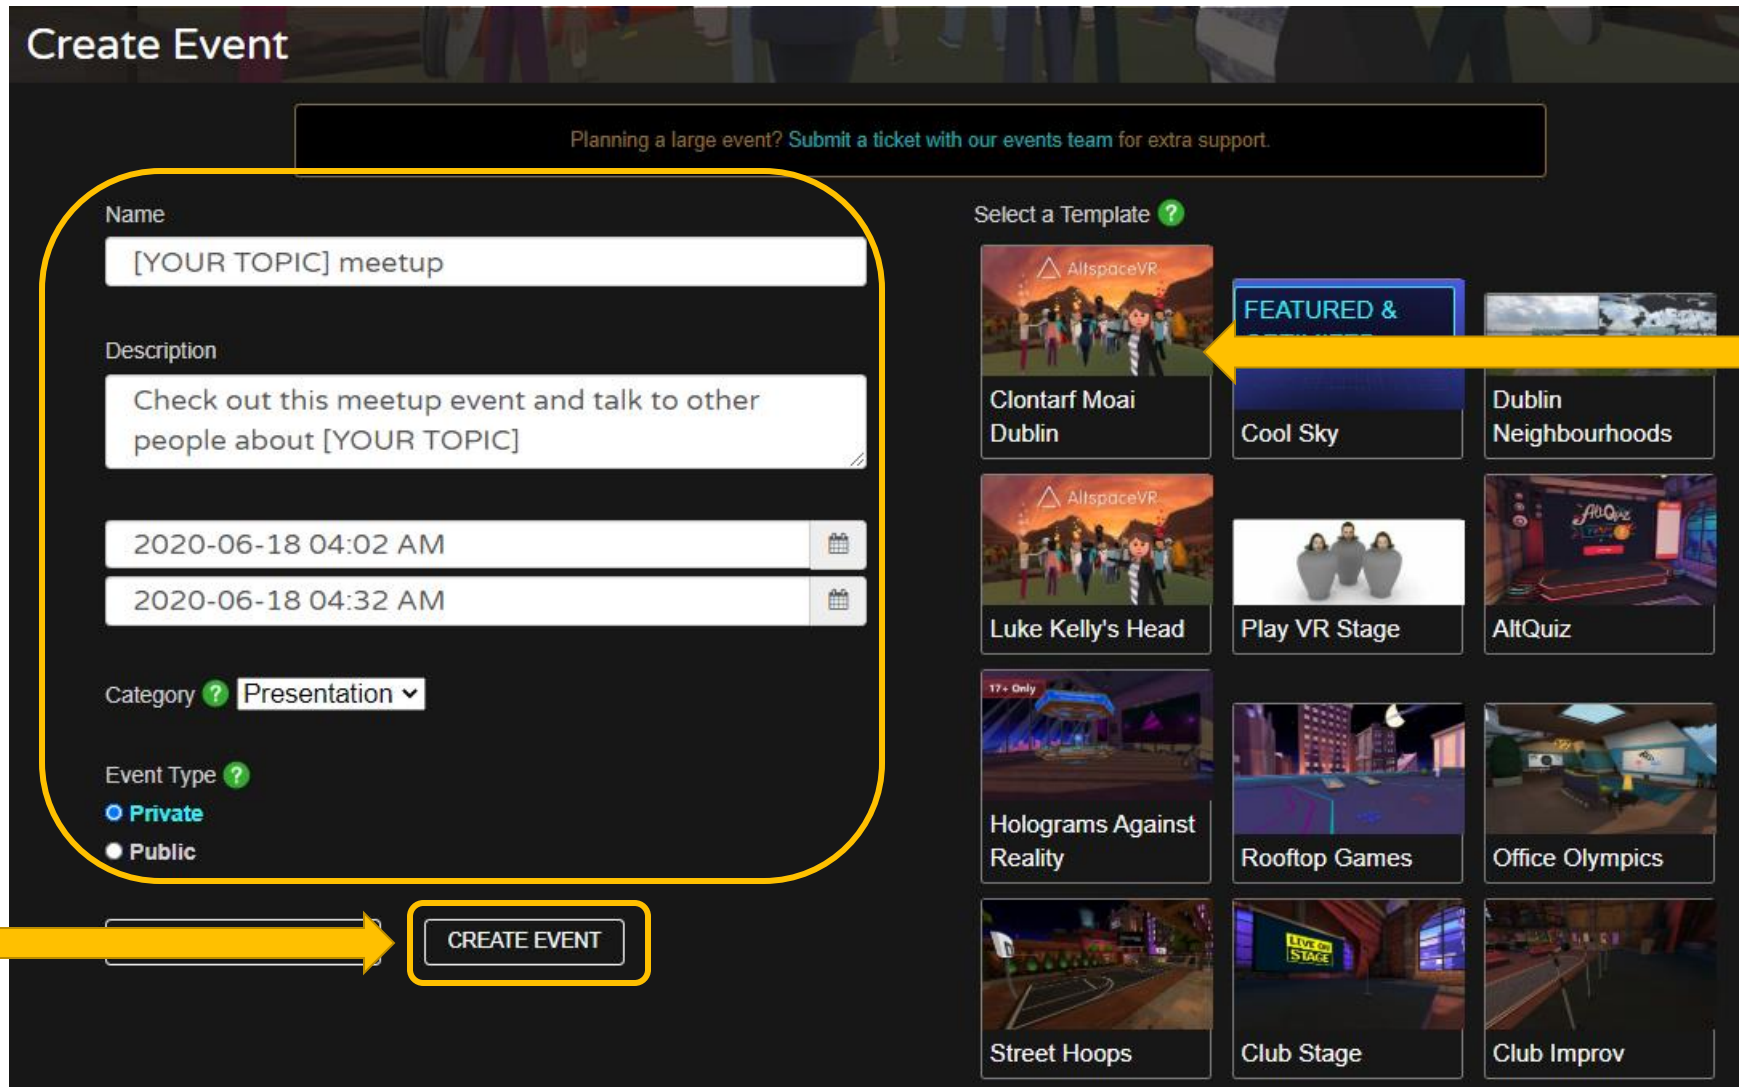 Create Event
Planning a large event? Submit a ticket with our events team for extra support.
Name
[YOUR TOPIC] meetup
Description
Check out this meetup event and talk to other
people about [YOUR TOPIC]
2020-06-18 04:02 AM
2020-06-18 04:32 AM
Category ? Presentation
Event Type ?
Private
Public
CREATE EVENT
Select a Template ?
AltspaceVR
Clontarf Moai
Dublin
FEATURED &
Cool Sky
Dublin
Neighbourhoods
AltspaceVR
Luke Kelly's Head
Play VR Stage
AltQuiz
AltQuiz
17+ Only
Holograms Against
Reality
Rooftop Games
Office Olympics
Street Hoops
LIVE ON
STAGE
Club Stage
Club Improv